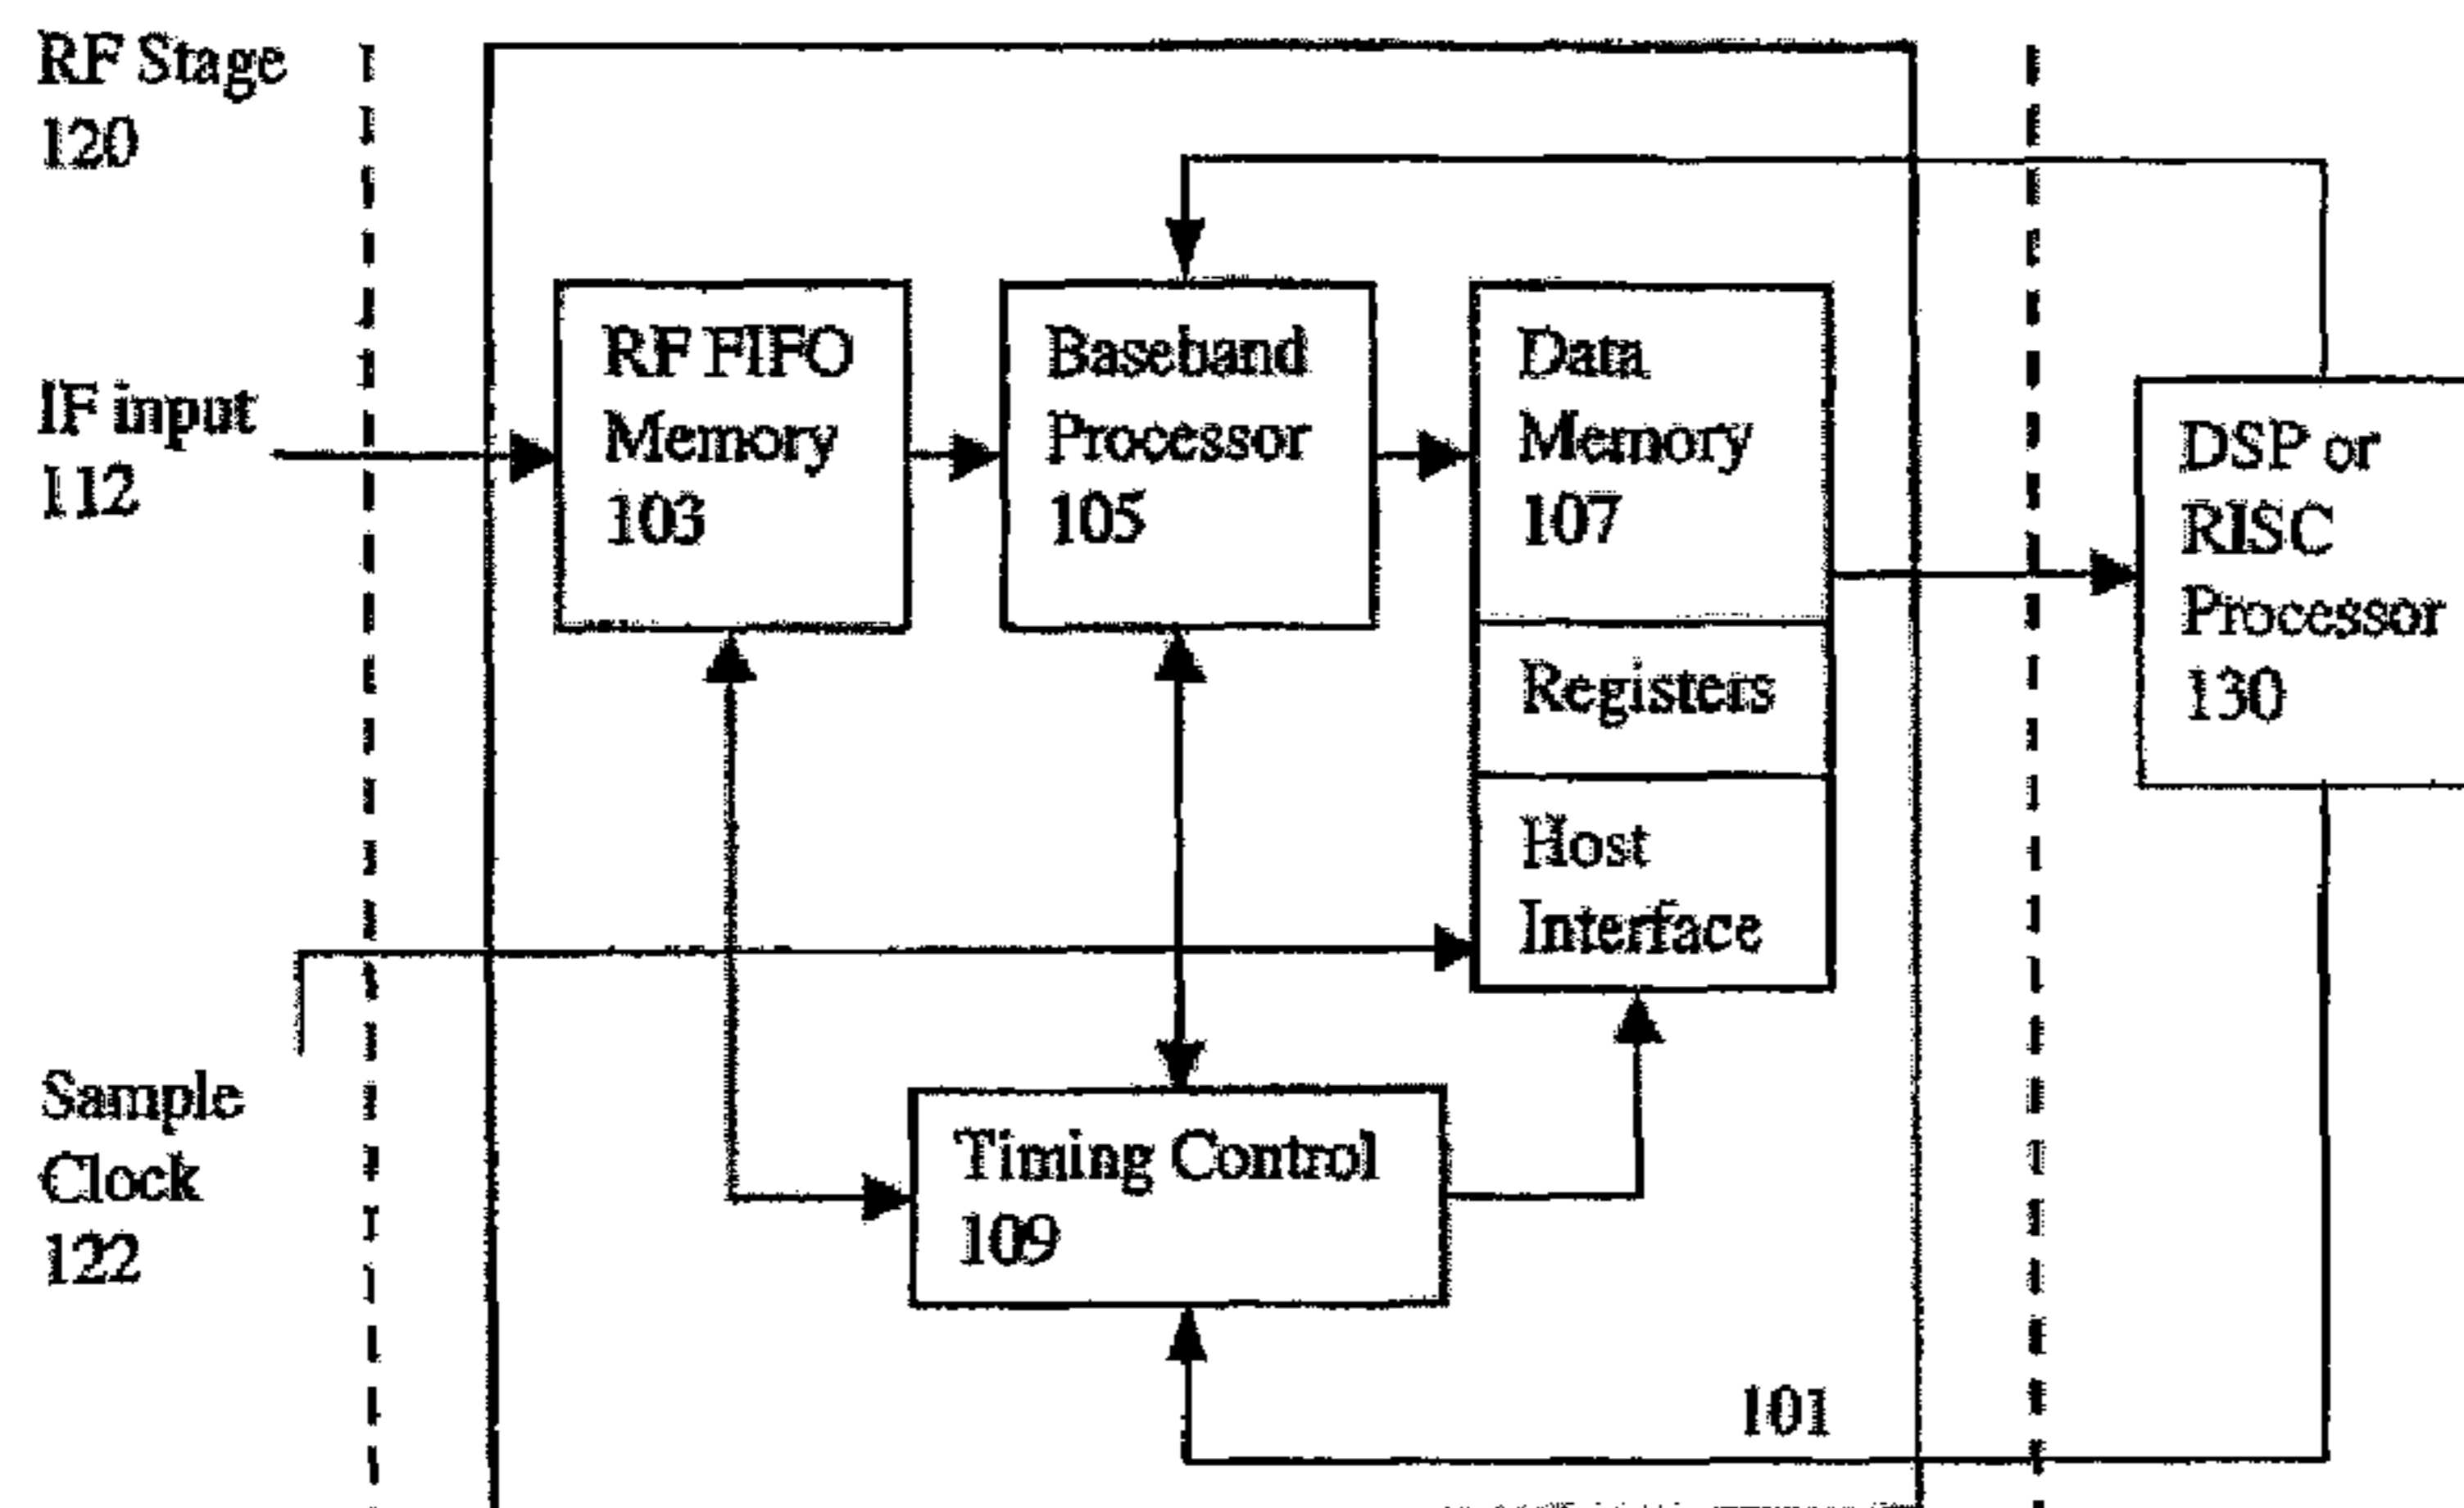 RF Stage
120
IF input
112
RF FIFO
Memory
103
Baseband
Processor
105
Data
Memory
107
Registers
Host
Interface
DSP or
RISC
Processor
130
Sample
Clock
122
Timing Control
109
101